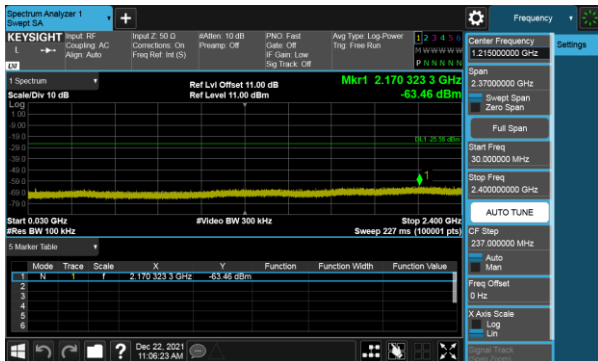 Spectrum Analyzer 1
Swept SA
Frequency
KEYSIGHT
Input: RF
Coupling: AC
Align: Auto
Input Z: 50 Ω
Corrections: On
Freq Ref: Int (S)
#Atten: 10 dB
Preamp: Off
PNO: Fast
Gate: Off
IF Gain: Low
Sig Track: Off
Avg Type: Log-Power
Trig: Free Run
1 2 3 4 5 6
M W W W W W
P N N N N N
1 Spectrum
Scale/Div 10 dB
Ref Lvl Offset 11.00 dB
Ref Level 11.00 dBm
Mkr1 2.170 323 3 GHz
-63.46 dBm
Log
1.00
-9.00
-19.0
-29.0
-39.0
-49.0
-59.0
-69.0
-79.0
1
Start 0.030 GHz
#Res BW 100 kHz
#Video BW 300 kHz
Stop 2.400 GHz
Sweep 227 ms (100001 pts)
5 Marker Table
Mode Trace Scale X Y Function Function Width Function Value
1 N 1 f 2.170 323 3 GHz -63.46 dBm
2
3
4
5
6
Dec 22, 2021
11:06:23 AM
Center Frequency
1.215000000 GHz
Settings
Span
2.37000000 GHz
Swept Span
Zero Span
Full Span
Start Freq
30.000000 MHz
Stop Freq
2.400000000 GHz
AUTO TUNE
CF Step
237.000000 MHz
Auto
Man
Freq Offset
0 Hz
X Axis Scale
Log
Lin
Signal Track